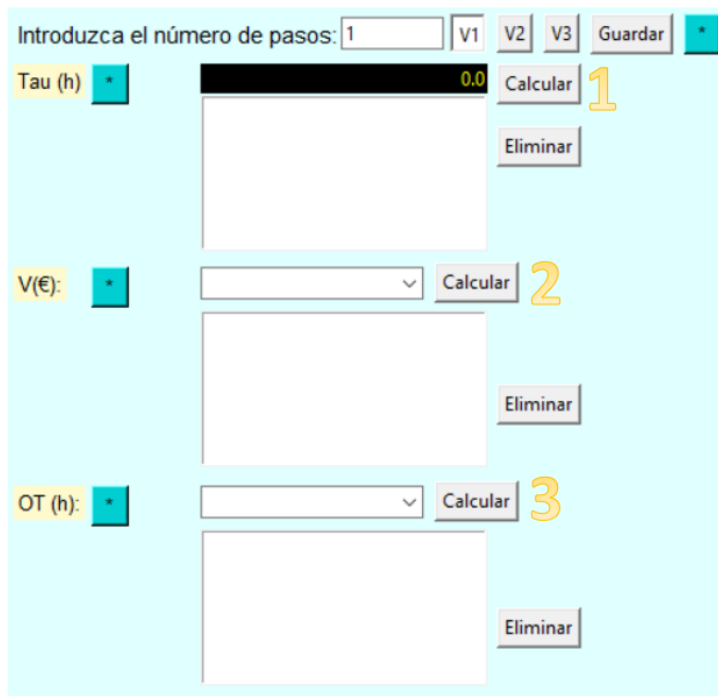 Introduzca el número de pasos: 1 V1 V2 V3 Guardar *
Tau (h) * 0.0 Calcular 1
Eliminar
V(€): * Calcular 2
Eliminar
OT (h): * Calcular 3
Eliminar